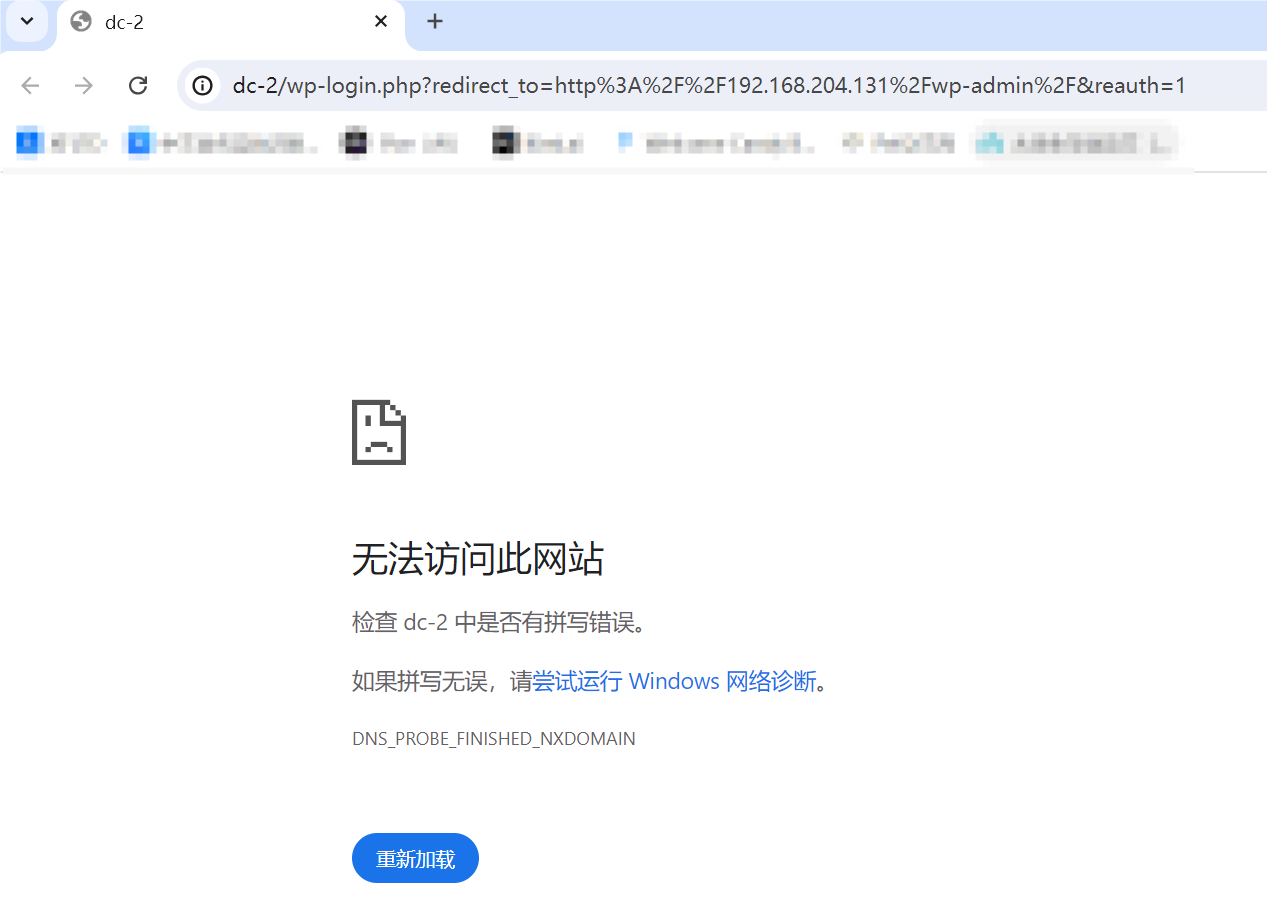 dc-2
dc-2/wp-login.php?redirect_to=http%3A%2F%2F192.168.204.131%2Fwp-admin%2F&reauth=1
无法访问此网站
检查 dc-2 中是否有拼写错误。
如果拼写无误，请尝试运行 Windows 网络诊断。
DNS_PROBE_FINISHED_NXDOMAIN
重新加载